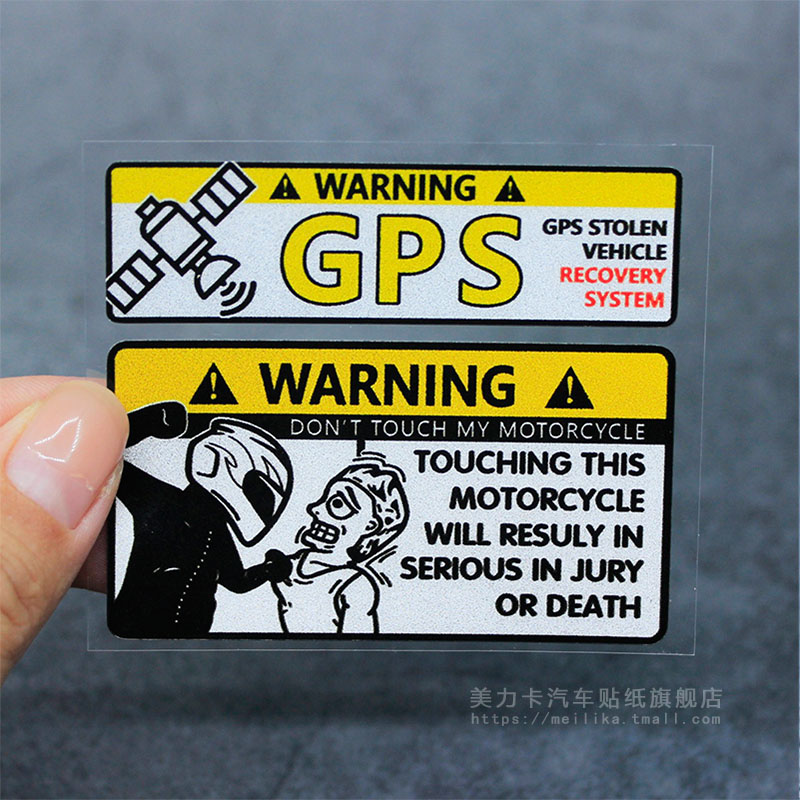 WARNING
GPS
GPS STOLEN
VEHICLE
RECOVERY
SYSTEM
WARNING
DON'T TOUCH MY MOTORCYCLE
TOUCHING THIS
MOTORCYCLE
WILL RESULY IN
SERIOUS IN JURY
OR DEATH
美力卡汽车贴纸旗舰店
https://meilika.tmall.com